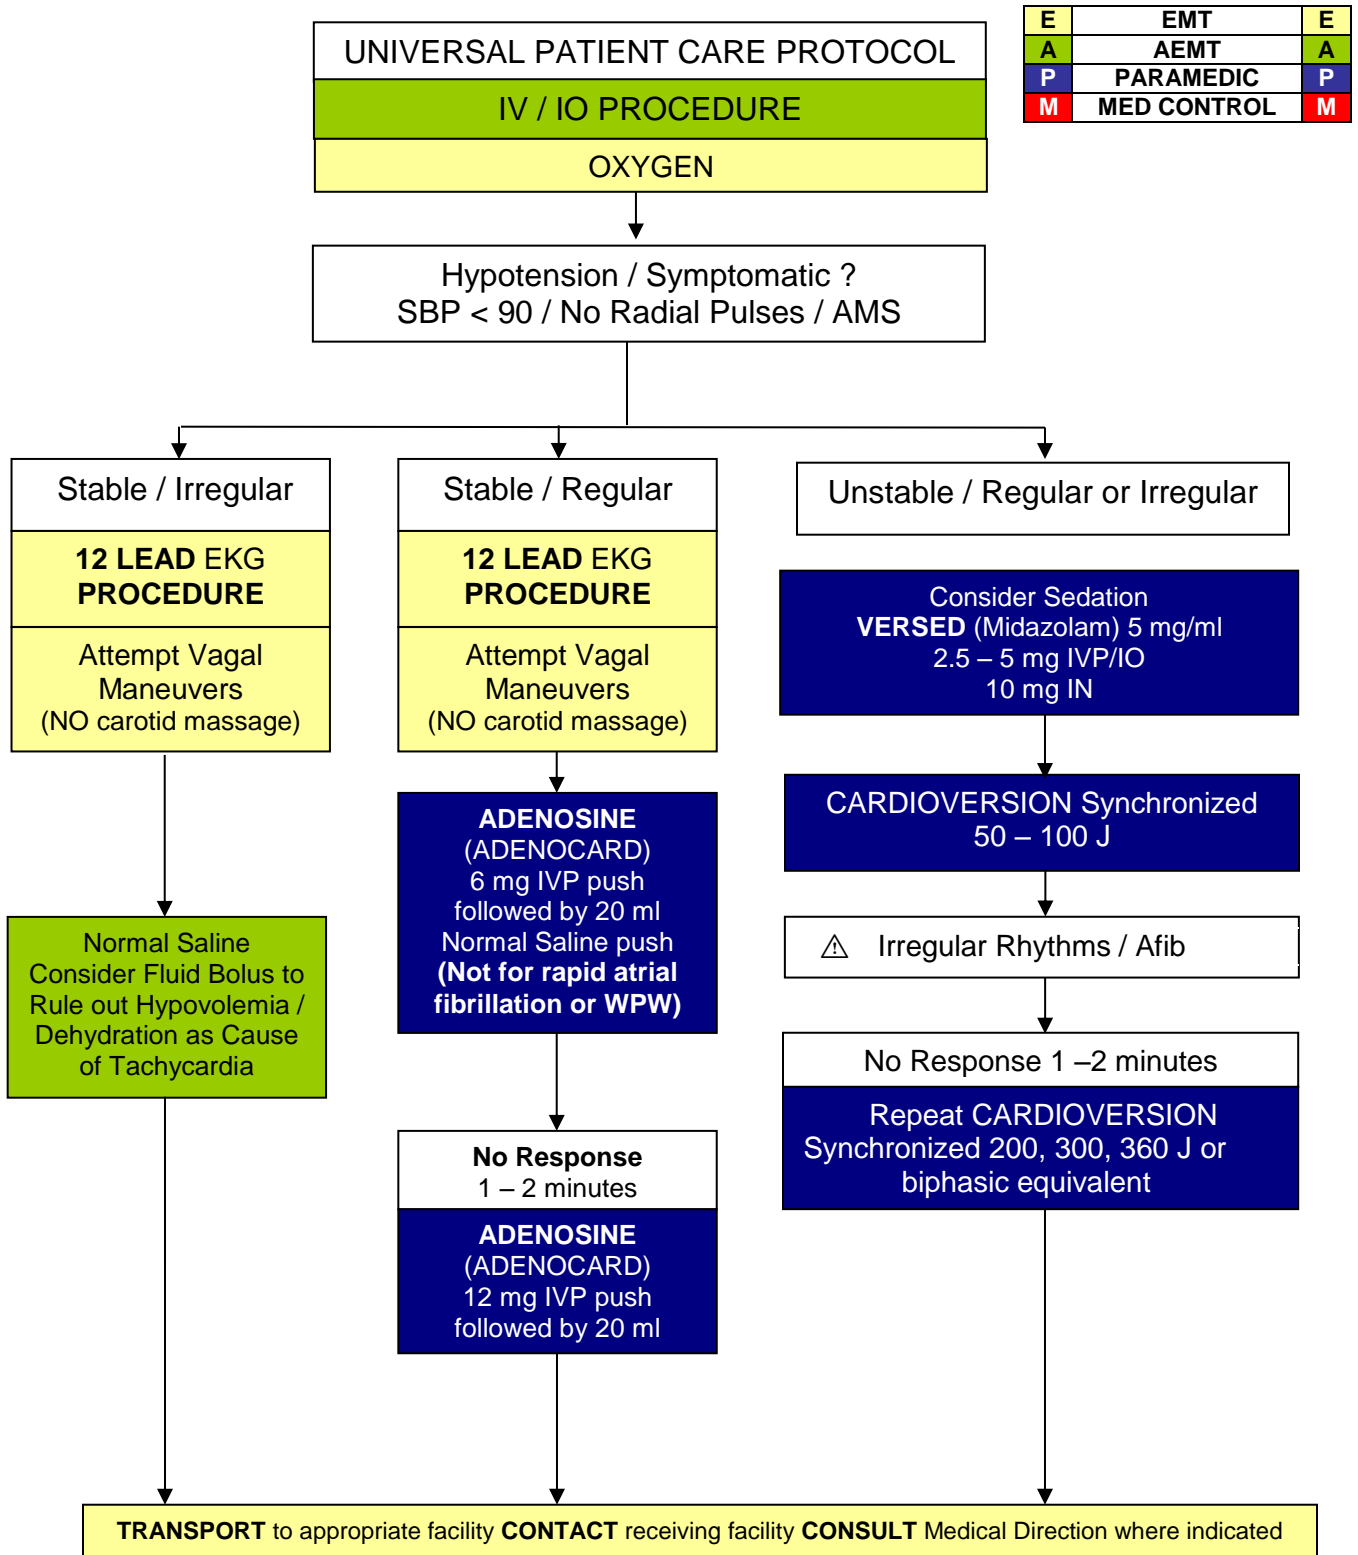 E EMT E
A AEMT A
P PARAMEDIC P
M MED CONTROL M
UNIVERSAL PATIENT CARE PROTOCOL
IV / IO PROCEDURE
OXYGEN
Hypotension / Symptomatic ?
SBP < 90 / No Radial Pulses / AMS
Stable / Irregular
12 LEAD EKG
PROCEDURE
Attempt Vagal
Maneuvers
(NO carotid massage)
Normal Saline
Consider Fluid Bolus to
Rule out Hypovolemia /
Dehydration as Cause
of Tachycardia
Stable / Regular
12 LEAD EKG
PROCEDURE
Attempt Vagal
Maneuvers
(NO carotid massage)
ADENOSINE
(ADENOCARD)
6 mg IVP push
followed by 20 ml
Normal Saline push
(Not for rapid atrial
fibrillation or WPW)
No Response
1 – 2 minutes
ADENOSINE
(ADENOCARD)
12 mg IVP push
followed by 20 ml
Unstable / Regular or Irregular
Consider Sedation
VERSED (Midazolam) 5 mg/ml
2.5 – 5 mg IVP/IO
10 mg IN
CARDIOVERSION Synchronized
50 – 100 J
⚠ Irregular Rhythms / Afib
No Response 1 –2 minutes
Repeat CARDIOVERSION
Synchronized 200, 300, 360 J or
biphasic equivalent
TRANSPORT to appropriate facility CONTACT receiving facility CONSULT Medical Direction where indicated